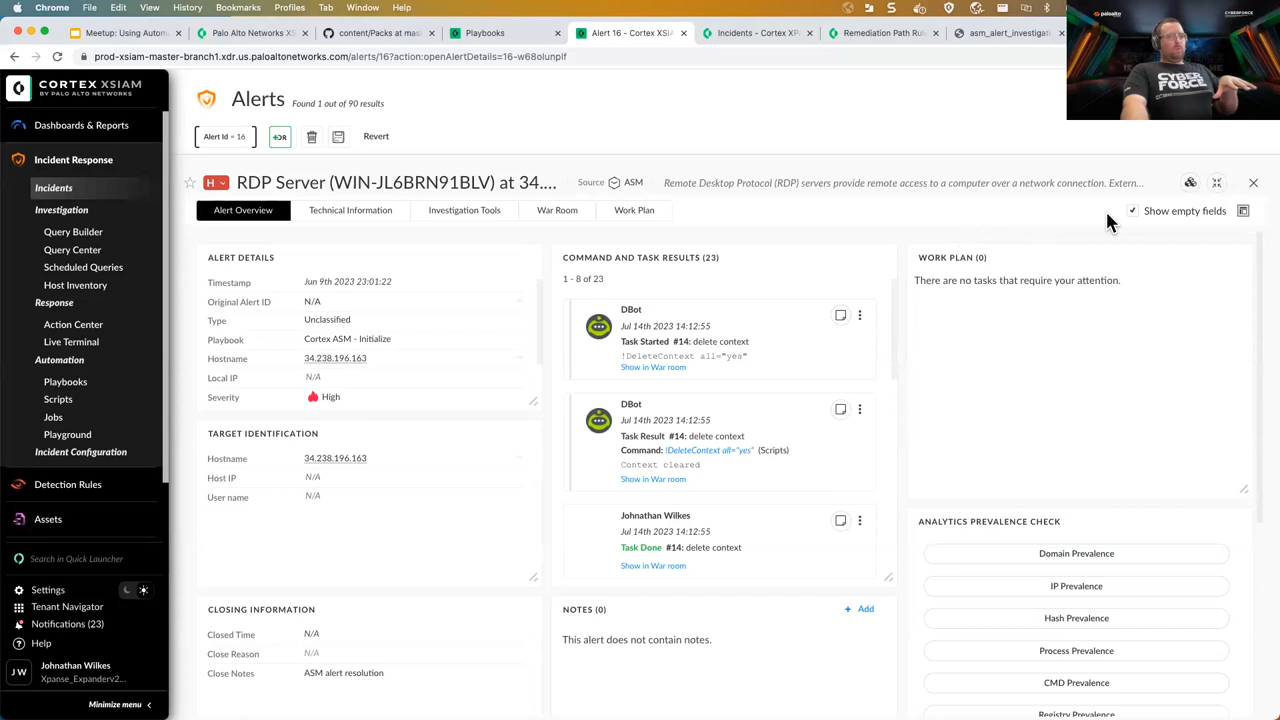 Chrome File Edit View History Bookmarks Profiles Tab Window Help
Meetup: Using Autom
Palo Alto Networks XS
content/Packs at mas
Playbooks
Alert 16 - Cortex XSIA
Incidents - Cortex XP
Remediation Path Rul
asm_alert_investigati
prod-xsiam-master-branch1.xdr.us.paloaltonetworks.com/alerts/16?action:openAlertDetails=16-w68olunplf
paloalto
CYBERFORCE
CYBER
FORCE
CORTEX XSIAM
BY PALO ALTO NETWORKS
Dashboards & Reports
Incident Response
Incidents
Investigation
Query Builder
Query Center
Scheduled Queries
Host Inventory
Response
Action Center
Live Terminal
Automation
Playbooks
Scripts
Jobs
Playground
Incident Configuration
Detection Rules
Assets
Search in Quick Launcher
Settings
Tenant Navigator
Notifications (23)
Help
JW
Johnathan Wilkes
Xpanse_Expanderv2...
Minimize menu
Alerts Found 1 out of 90 results
Alert Id = 16
+OR
Revert
H RDP Server (WIN-JL6BRN91BLV) at 34....
Source ASM
Remote Desktop Protocol (RDP) servers provide remote access to a computer over a network connection. Extern...
Alert Overview Technical Information Investigation Tools War Room Work Plan
Show empty fields
ALERT DETAILS
Timestamp Jun 9th 2023 23:01:22
Original Alert ID N/A
Type Unclassified
Playbook Cortex ASM - Initialize
Hostname 34.238.196.163
Local IP N/A
Severity High
TARGET IDENTIFICATION
Hostname 34.238.196.163
Host IP N/A
User name N/A
CLOSING INFORMATION
Closed Time N/A
Close Reason N/A
Close Notes ASM alert resolution
COMMAND AND TASK RESULTS (23)
1 - 8 of 23
DBot
Jul 14th 2023 14:12:55
Task Started #14: delete context
!DeleteContext all="yes"
Show in War room
DBot
Jul 14th 2023 14:12:55
Task Result #14: delete context
Command: !DeleteContext all="yes" (Scripts)
Context cleared
Show in War room
Johnathan Wilkes
Jul 14th 2023 14:12:55
Task Done #14: delete context
Show in War room
NOTES (0)
+ Add
This alert does not contain notes.
WORK PLAN (0)
There are no tasks that require your attention.
ANALYTICS PREVALENCE CHECK
Domain Prevalence
IP Prevalence
Hash Prevalence
Process Prevalence
CMD Prevalence
Registry Prevalence